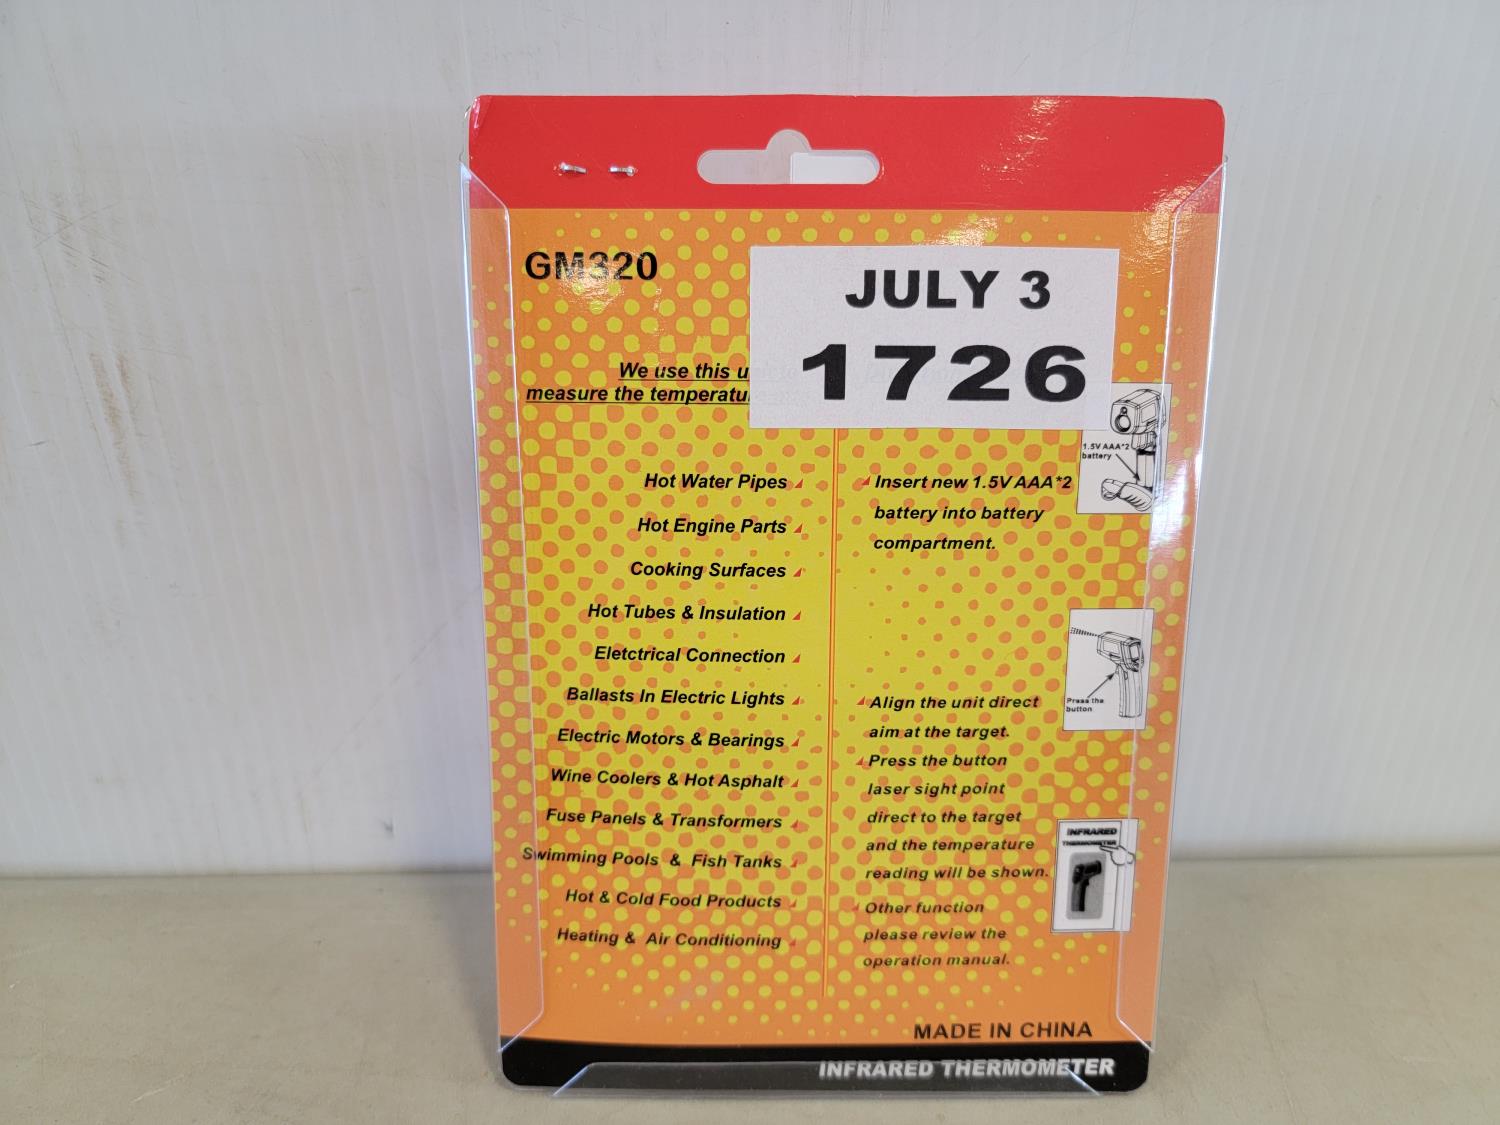 GM320
JULY 3
1726
We use this
measure the
Hot Water Pipes
Hot Engine Parts
Cooking Surfaces
Hot Tubes & Insulation
Eletctrical Connection
Ballasts In Electric Lights
Electric Motors & Bearings
Wine Coolers & Hot Asphalt
Fuse Panels & Transformers
Swimming Pools & Fish Tanks
Hot & Cold Food Products
Heating & Air Conditioning
Insert new 1.5V AAA*2
battery into battery
compartment.
1.5V AAA*2
battery
Align the unit direct
aim at the target.
Press the button
laser sight point
direct to the target
and the temperature
reading will be shown.
Press the
button
Other function
please review the
operation manual.
INFRARED
THERMOMETER
MADE IN CHINA
INFRARED THERMOMETER